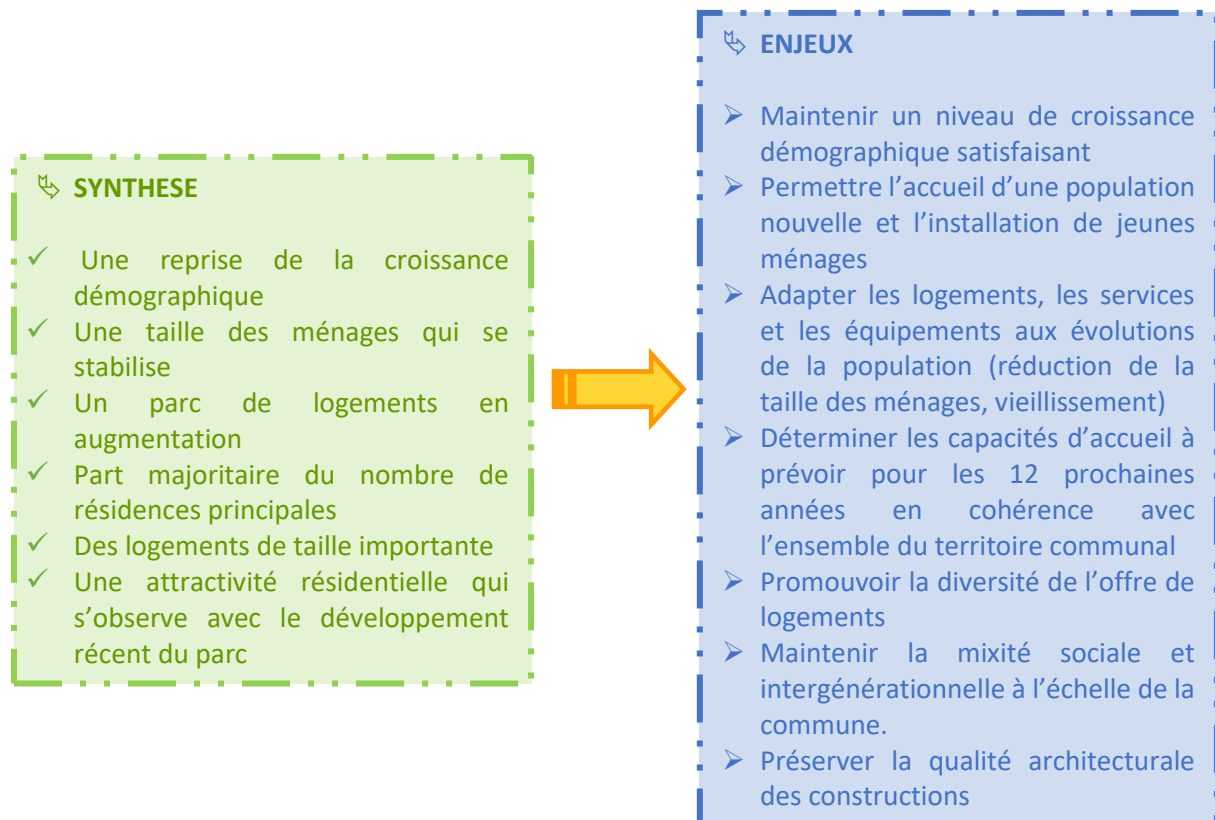 SYNTHESE
Une reprise de la croissance
démographique
Une taille des ménages qui se
stabilise
Un parc de logements en
augmentation
Part majoritaire du nombre de
résidences principales
Des logements de taille importante
Une attractivité résidentielle qui
s’observe avec le développement
récent du parc
ENJEUX
Maintenir un niveau de croissance
démographique satisfaisant
Permettre l’accueil d’une population
nouvelle et l’installation de jeunes
ménages
Adapter les logements, les services
et les équipements aux évolutions
de la population (réduction de la
taille des ménages, vieillissement)
Déterminer les capacités d’accueil à
prévoir pour les 12 prochaines
années en cohérence avec
l’ensemble du territoire communal
Promouvoir la diversité de l’offre de
logements
Maintenir la mixité sociale et
intergénérationnelle à l’échelle de la
commune.
Préserver la qualité architecturale
des constructions